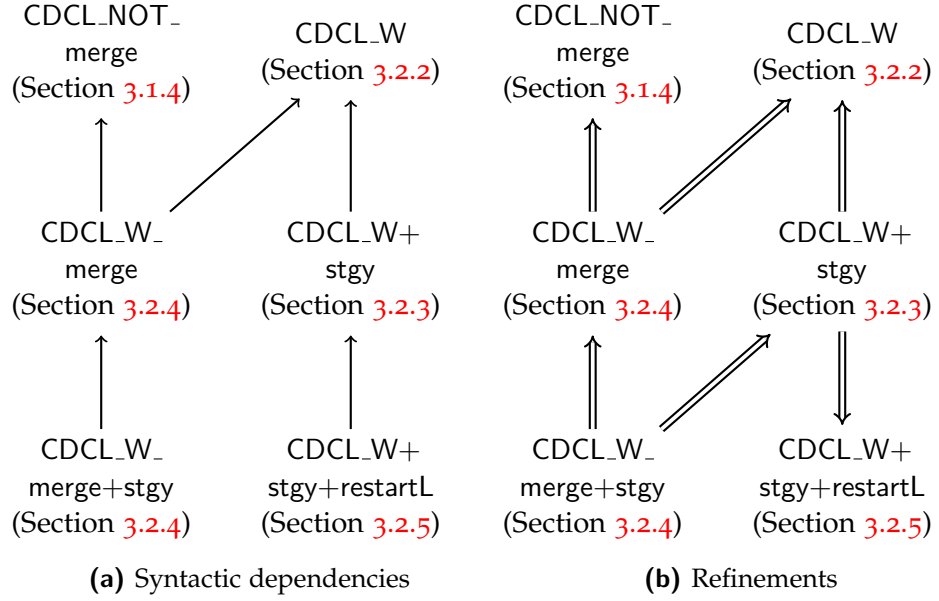 CDCL_NOT_
merge
(Section 3.1.4)
CDCL_W
(Section 3.2.2)
CDCL_W_
merge
(Section 3.2.4)
CDCL_W+
stgy
(Section 3.2.3)
CDCL_W_
merge+stgy
(Section 3.2.4)
CDCL_W+
stgy+restartL
(Section 3.2.5)
(a) Syntactic dependencies
CDCL_NOT_
merge
(Section 3.1.4)
CDCL_W
(Section 3.2.2)
CDCL_W_
merge
(Section 3.2.4)
CDCL_W+
stgy
(Section 3.2.3)
CDCL_W_
merge+stgy
(Section 3.2.4)
CDCL_W+
stgy+restartL
(Section 3.2.5)
(b) Refinements